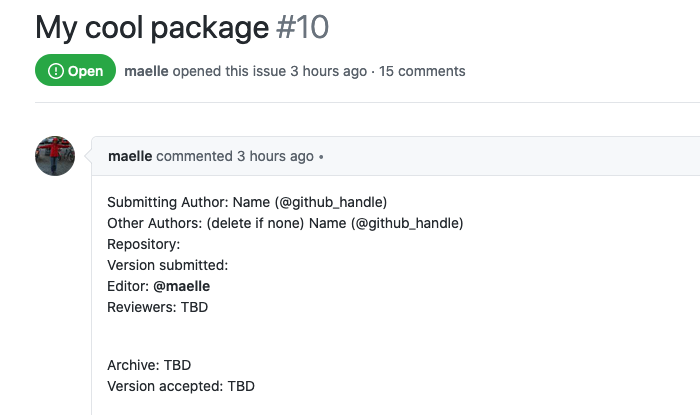 My cool package #10
Open maelle opened this issue 3 hours ago · 15 comments
maelle commented 3 hours ago •
Submitting Author: Name (@github_handle)
Other Authors: (delete if none) Name (@github_handle)
Repository:
Version submitted:
Editor: @maelle
Reviewers: TBD
Archive: TBD
Version accepted: TBD